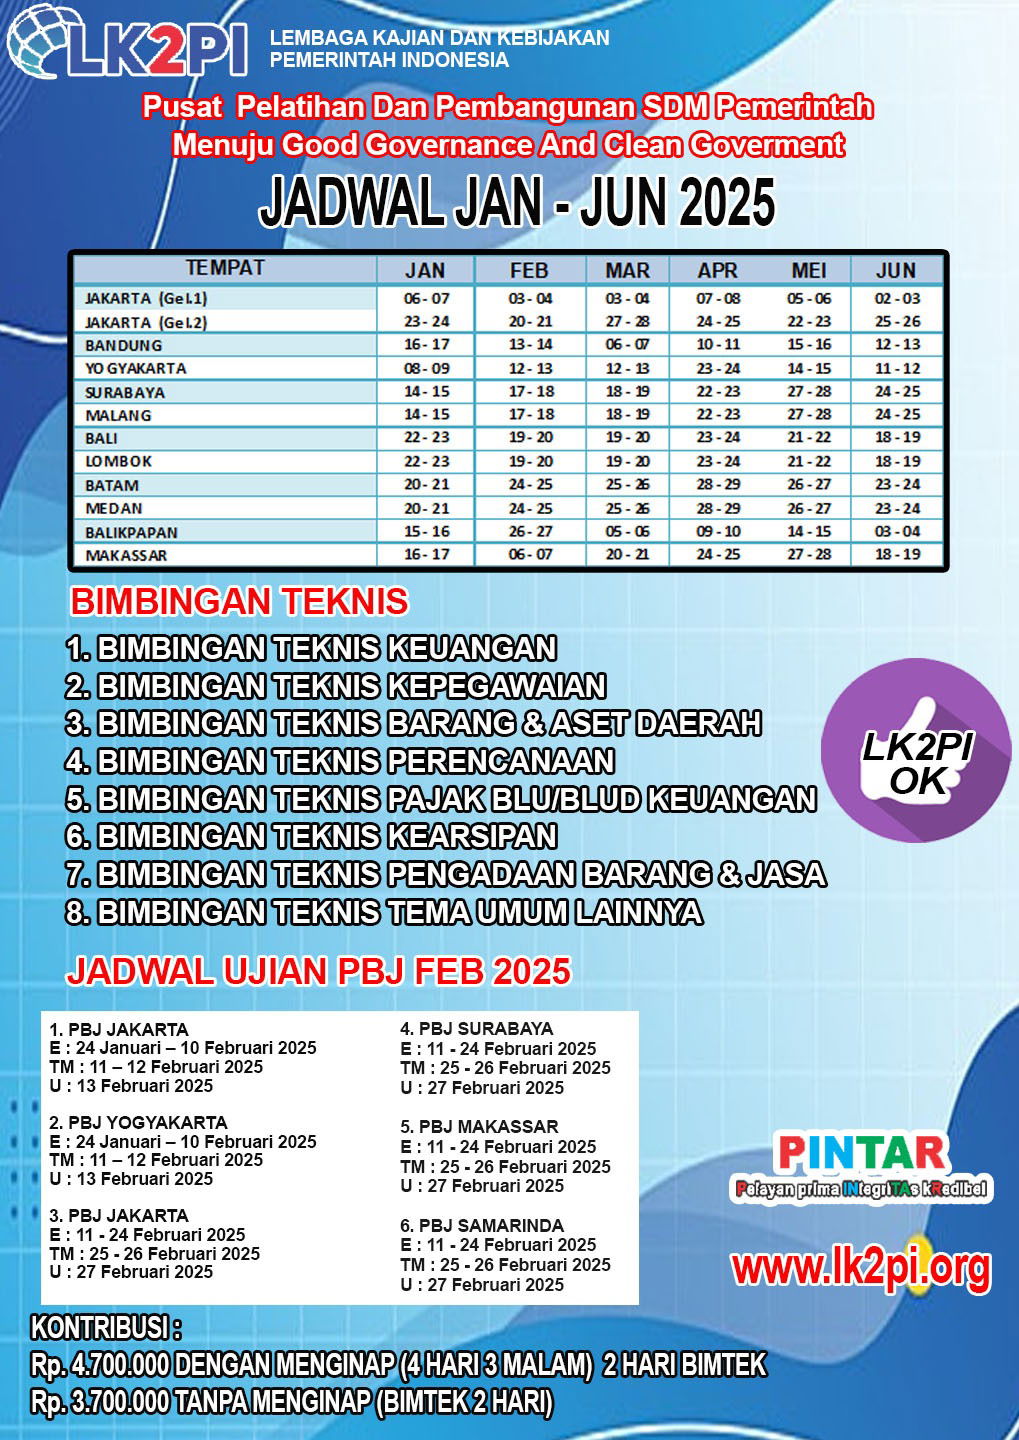 LK2PI
LEMBAGA KAJIAN DAN KEBIJAKAN
PEMERINTAH INDONESIA
Pusat Pelatihan Dan Pembangunan SDM Pemerintah
Menuju Good Governance And Clean Goverment
JADWAL JAN - JUN 2025
TEMPAT JAN FEB MAR APR MEI JUN
JAKARTA (Gel.1) 06 - 07 03 - 04 03 - 04 07 - 08 05 - 06 02 - 03
JAKARTA (Gel.2) 23 - 24 20 - 21 27 - 28 24 - 25 22 - 23 25 - 26
BANDUNG 16 - 17 13 - 14 06 - 07 10 - 11 15 - 16 12 - 13
YOGYAKARTA 08 - 09 12 - 13 12 - 13 23 - 24 14 - 15 11 - 12
SURABAYA 14 - 15 17 - 18 18 - 19 22 - 23 27 - 28 24 - 25
MALANG 14 - 15 17 - 18 18 - 19 22 - 23 27 - 28 24 - 25
BALI 22 - 23 19 - 20 19 - 20 23 - 24 21 - 22 18 - 19
LOMBOK 22 - 23 19 - 20 19 - 20 23 - 24 21 - 22 18 - 19
BATAM 20 - 21 24 - 25 25 - 26 28 - 29 26 - 27 23 - 24
MEDAN 20 - 21 24 - 25 25 - 26 28 - 29 26 - 27 23 - 24
BALIKPAPAN 15 - 16 26 - 27 05 - 06 09 - 10 14 - 15 03 - 04
MAKASSAR 16 - 17 06 - 07 20 - 21 24 - 25 27 - 28 18 - 19
BIMBINGAN TEKNIS
1. BIMBINGAN TEKNIS KEUANGAN
2. BIMBINGAN TEKNIS KEPEGAWAIAN
3. BIMBINGAN TEKNIS BARANG & ASET DAERAH
4. BIMBINGAN TEKNIS PERENCANAAN
5. BIMBINGAN TEKNIS PAJAK BLU/BLUD KEUANGAN
6. BIMBINGAN TEKNIS KEARSIPAN
7. BIMBINGAN TEKNIS PENGADAAN BARANG & JASA
8. BIMBINGAN TEKNIS TEMA UMUM LAINNYA
LK2PI
OK
JADWAL UJIAN PBJ FEB 2025
1. PBJ JAKARTA
E : 24 Januari – 10 Februari 2025
TM : 11 – 12 Februari 2025
U : 13 Februari 2025
2. PBJ YOGYAKARTA
E : 24 Januari – 10 Februari 2025
TM : 11 – 12 Februari 2025
U : 13 Februari 2025
3. PBJ JAKARTA
E : 11 - 24 Februari 2025
TM : 25 - 26 Februari 2025
U : 27 Februari 2025
4. PBJ SURABAYA
E : 11 - 24 Februari 2025
TM : 25 - 26 Februari 2025
U : 27 Februari 2025
5. PBJ MAKASSAR
E : 11 - 24 Februari 2025
TM : 25 - 26 Februari 2025
U : 27 Februari 2025
6. PBJ SAMARINDA
E : 11 - 24 Februari 2025
TM : 25 - 26 Februari 2025
U : 27 Februari 2025
PINTAR
Pelayan prima INtegriTAs kRedibel
www.lk2pi.org
KONTRIBUSI :
Rp. 4.700.000 DENGAN MENGINAP (4 HARI 3 MALAM) 2 HARI BIMTEK
Rp. 3.700.000 TANPA MENGINAP (BIMTEK 2 HARI)